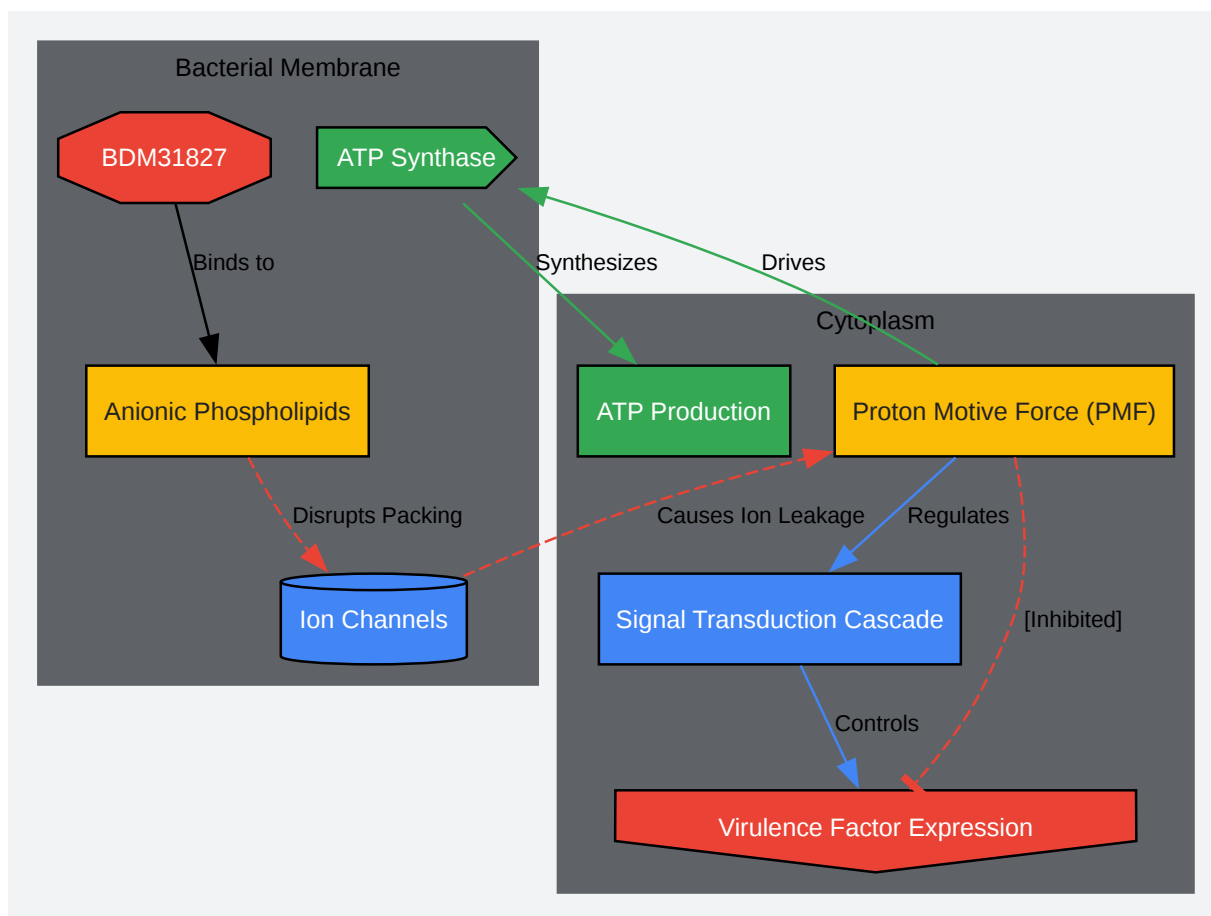 Bacterial Membrane
BDM31827
ATP Synthase
Binds to
Synthesizes
Drives
Cytoplasm
Anionic Phospholipids
ATP Production
Proton Motive Force (PMF)
Disrupts Packing
Causes Ion Leakage
Regulates
Ion Channels
Signal Transduction Cascade
[Inhibited]
Controls
Virulence Factor Expression